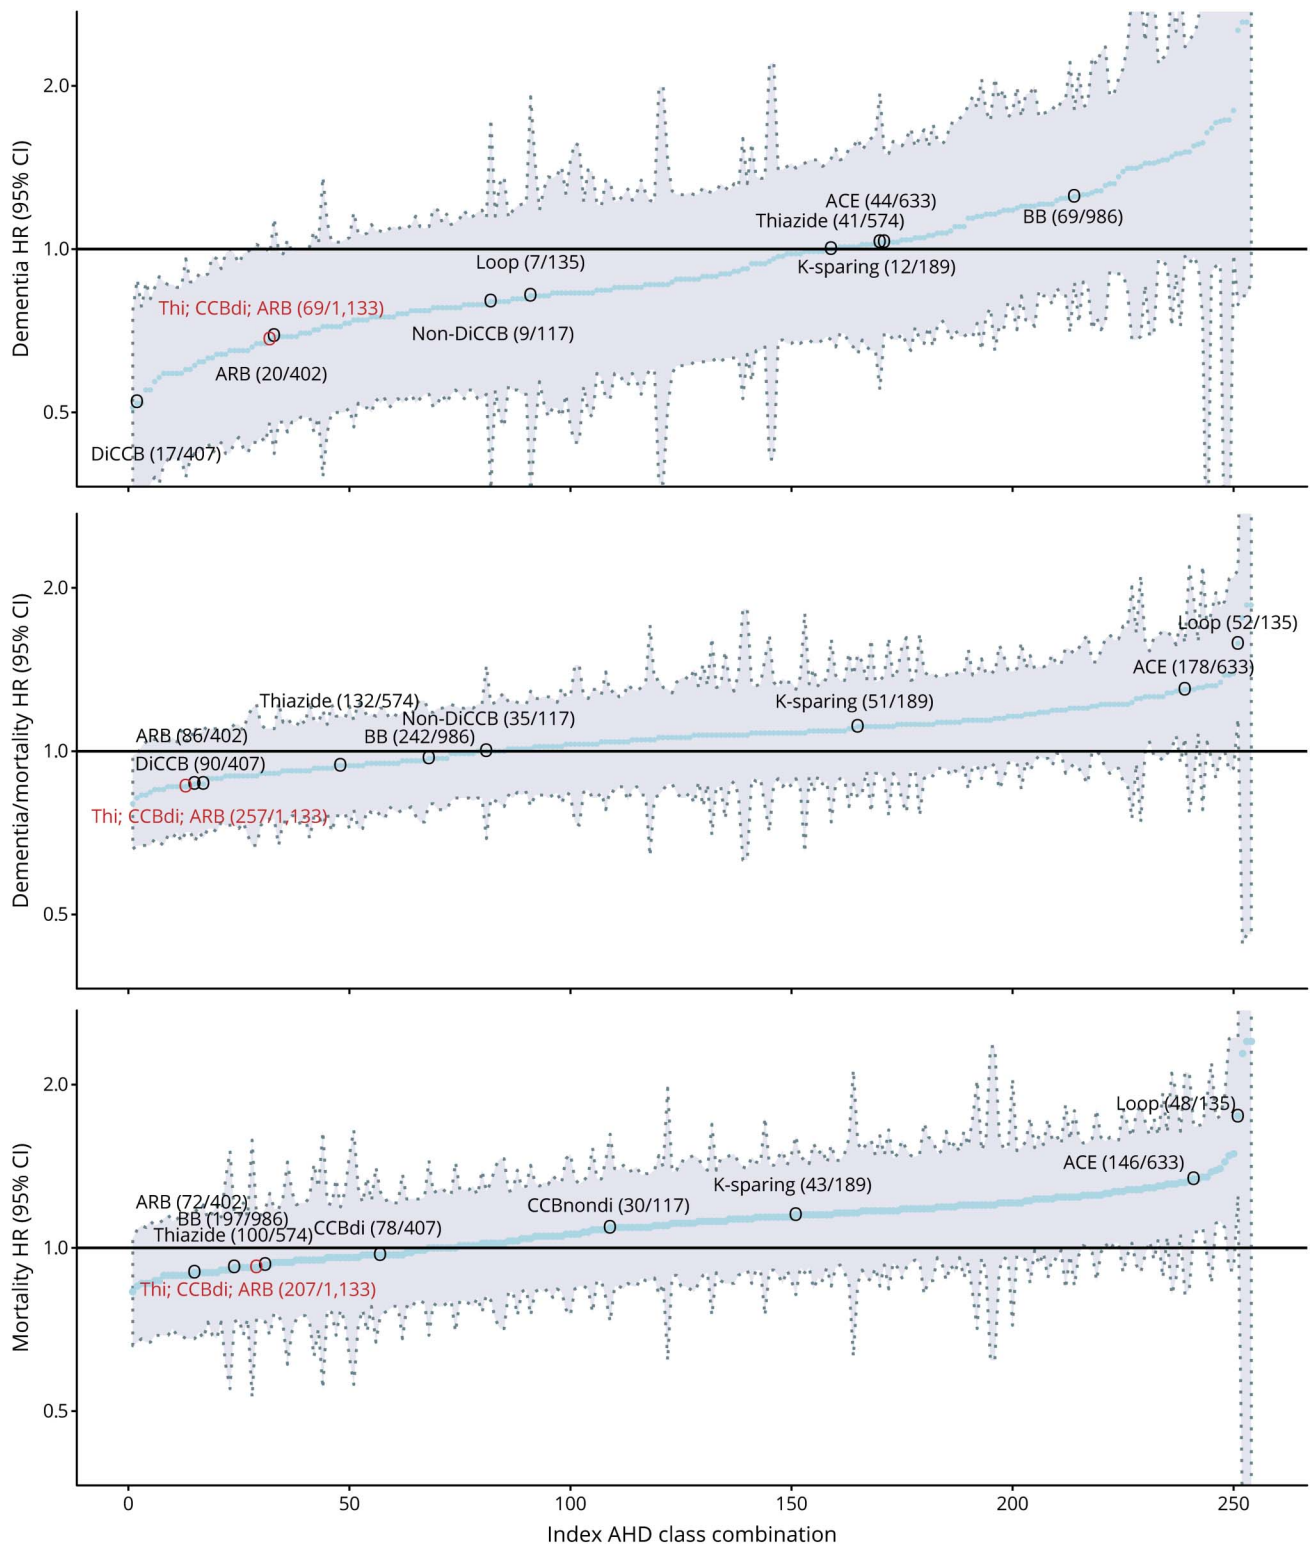 Dementia HR (95% CI)
2.0
1.0
0.5
ACE (44/633)
Thiazide (41/574)
BB (69/986)
Loop (7/135)
K-sparing (12/189)
Thi; CCBdi; ARB (69/1,133)
Non-DiCCB (9/117)
ARB (20/402)
DiCCB (17/407)
Dementia/mortality HR (95% CI)
2.0
1.0
0.5
Loop (52/135)
ACE (178/633)
Thiazide (132/574)
K-sparing (51/189)
Non-DiCCB (35/117)
ARB (86/402)
BB (242/986)
DiCCB (90/407)
Thi; CCBdi; ARB (257/1,133)
Mortality HR (95% CI)
2.0
1.0
0.5
Loop (48/135)
ACE (146/633)
K-sparing (43/189)
ARB (72/402)
CCBnondi (30/117)
BB (197/986)
CCBdi (78/407)
Thiazide (100/574)
Thi; CCBdi; ARB (207/1,133)
0 50 100 150 200 250
Index AHD class combination